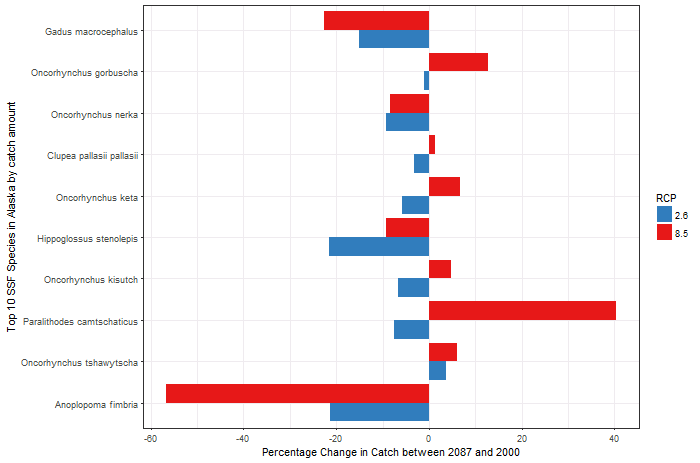 Top 10 SSF Species in Alaska by catch amount
Gadus macrocephalus
Oncorhynchus gorbuscha
Oncorhynchus nerka
Clupea pallasii pallasii
Oncorhynchus keta
Hippoglossus stenolepis
Oncorhynchus kisutch
Paralithodes camtschaticus
Oncorhynchus tshawytscha
Anoplopoma fimbria
-60 -40 -20 0 20 40
Percentage Change in Catch between 2087 and 2000
RCP
2.6
8.5